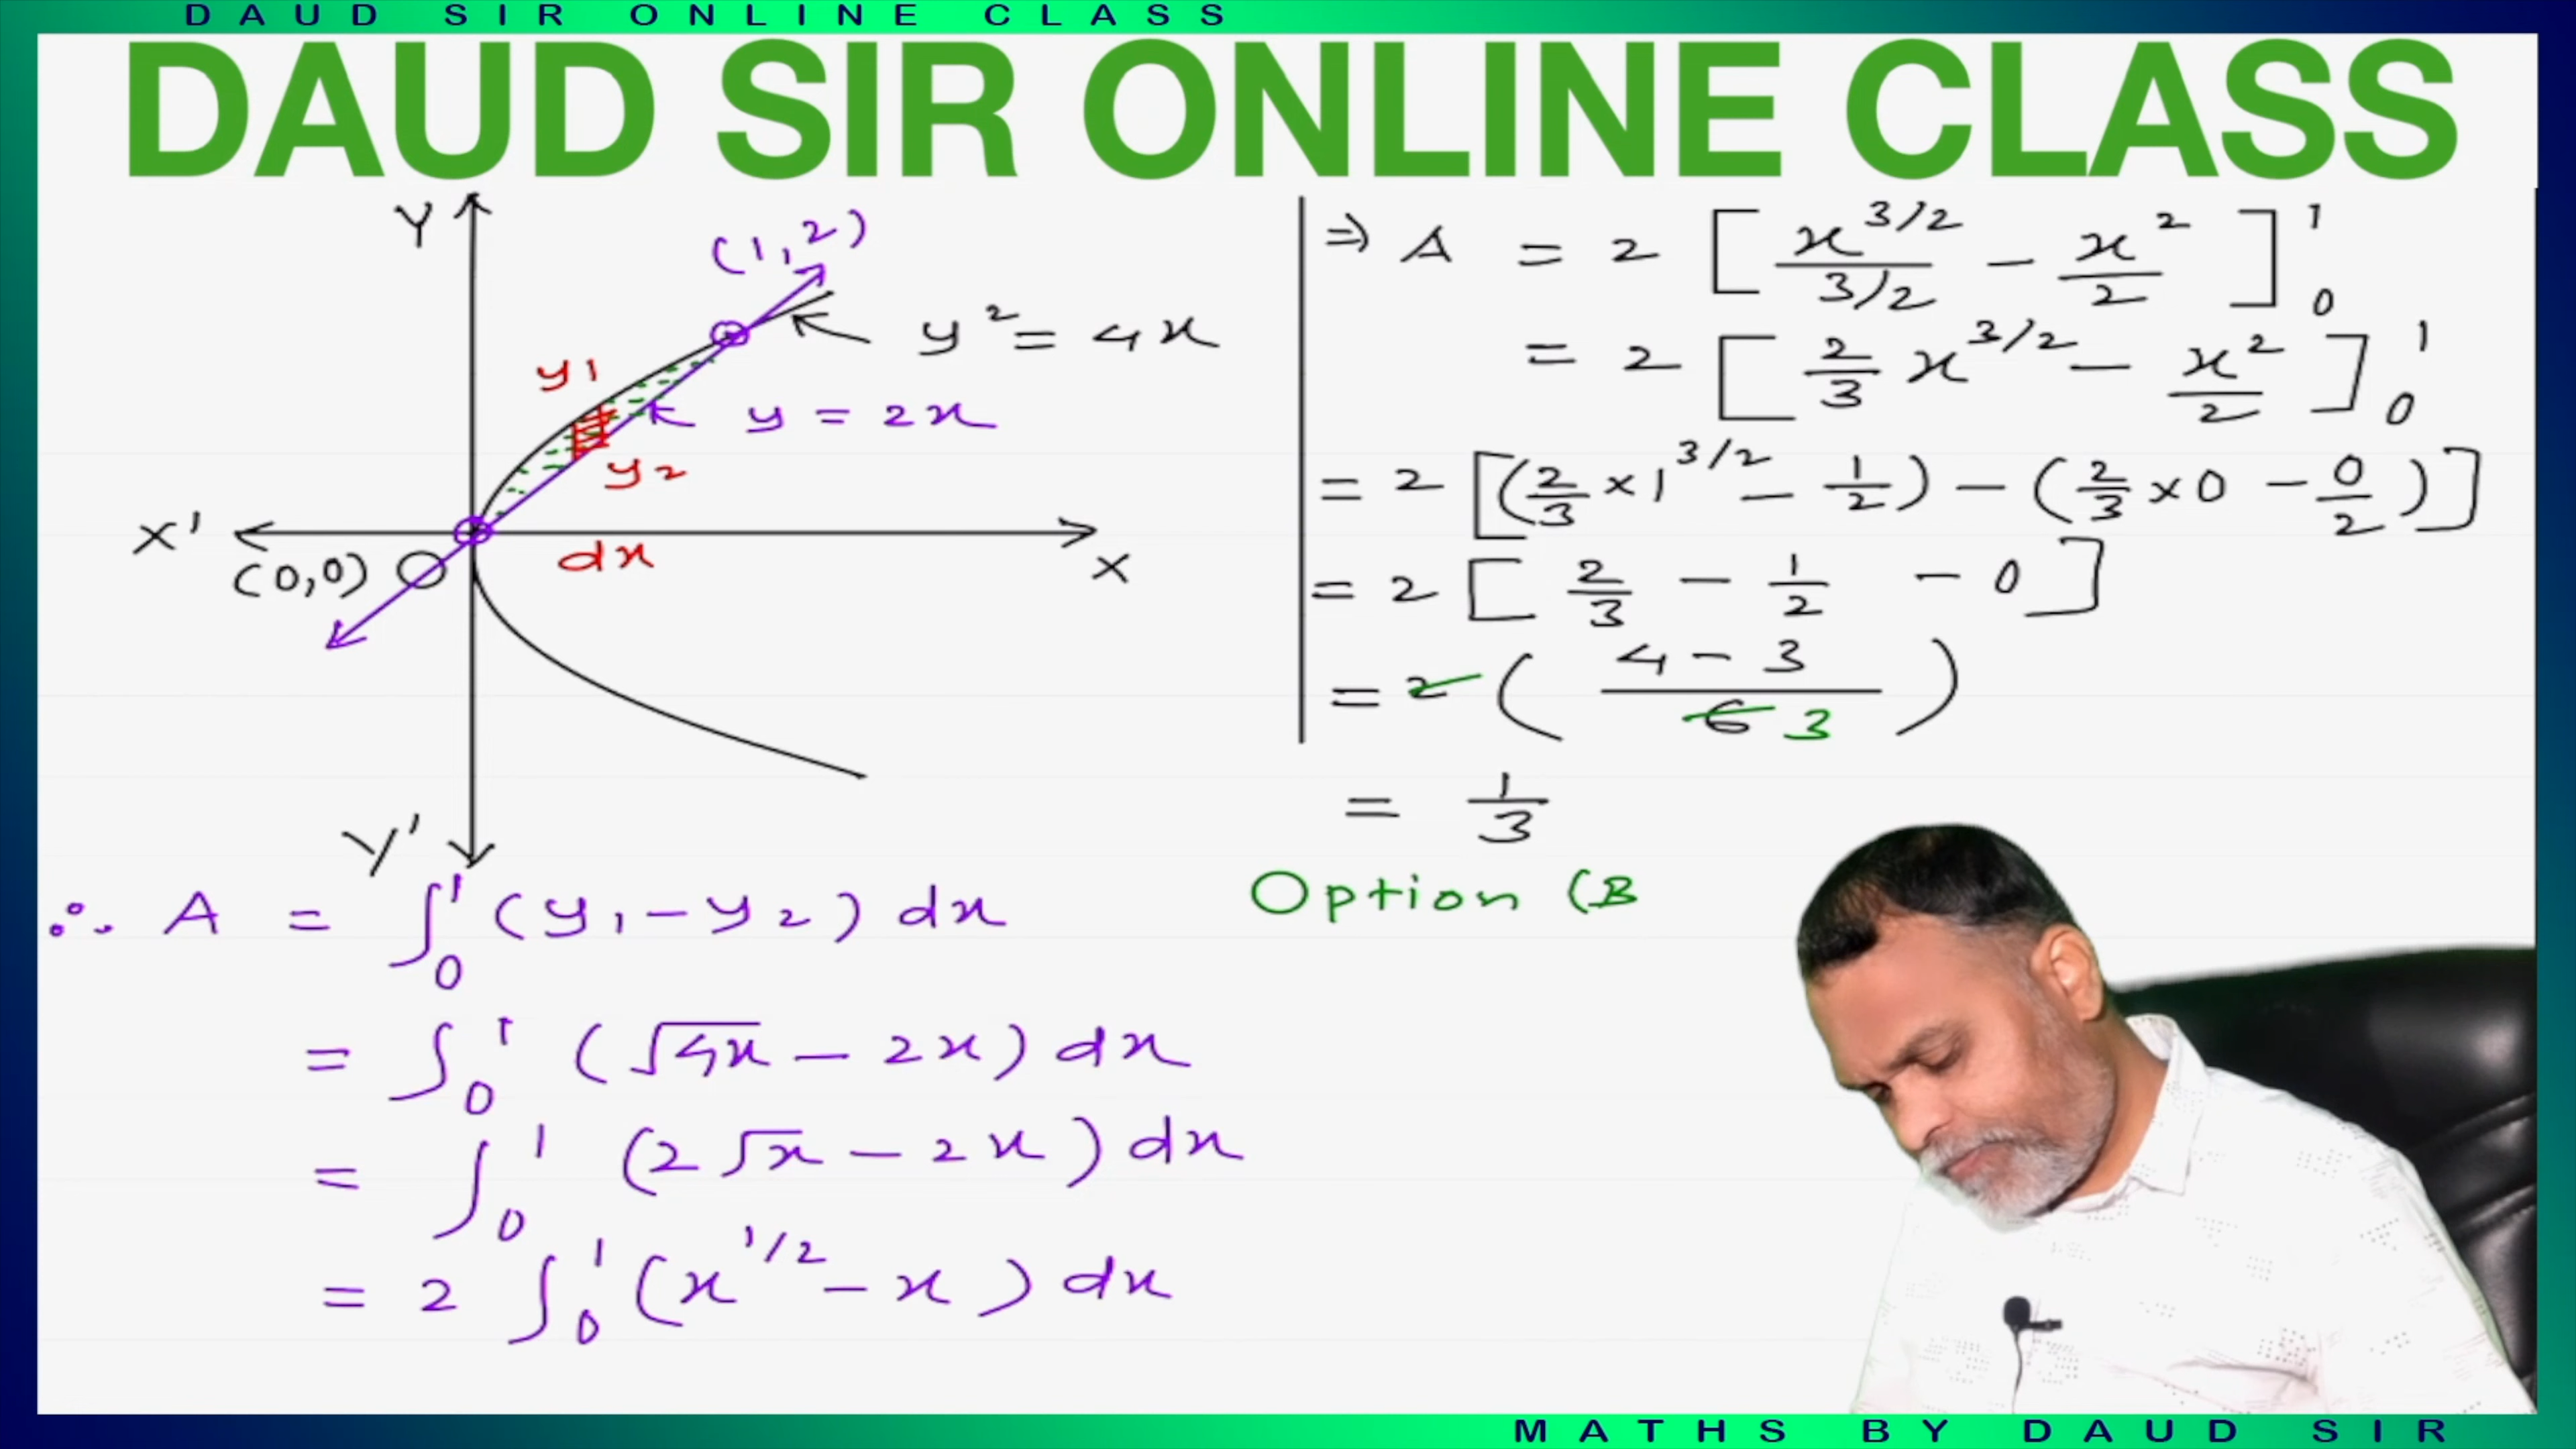 DAUD SIR ONLINE CLASS
DAUD SIR ONLINE CLASS
Y
(1,2)
y² = 4x
y1
y = 2x
y2
X'
(0,0) O
dx
X
Y'
∴ A = ∫₀¹ (y₁ - y₂) dx
= ∫₀¹ (√4x - 2x) dx
= ∫₀¹ (2√x - 2x) dx
= 2 ∫₀¹ (x^1/2 - x) dx
⇒ A = 2 [x^3/2 / 3/2 - x²/2]₀¹
= 2 [2/3 x^3/2 - x²/2]₀¹
= 2 [(2/3 × 1^3/2 - 1/2) - (2/3 × 0 - 0/2)]
= 2 [2/3 - 1/2 - 0]
= 2 (4 - 3 / 6 3)
= 1/3
Option (B
MATHS BY DAUD SIR